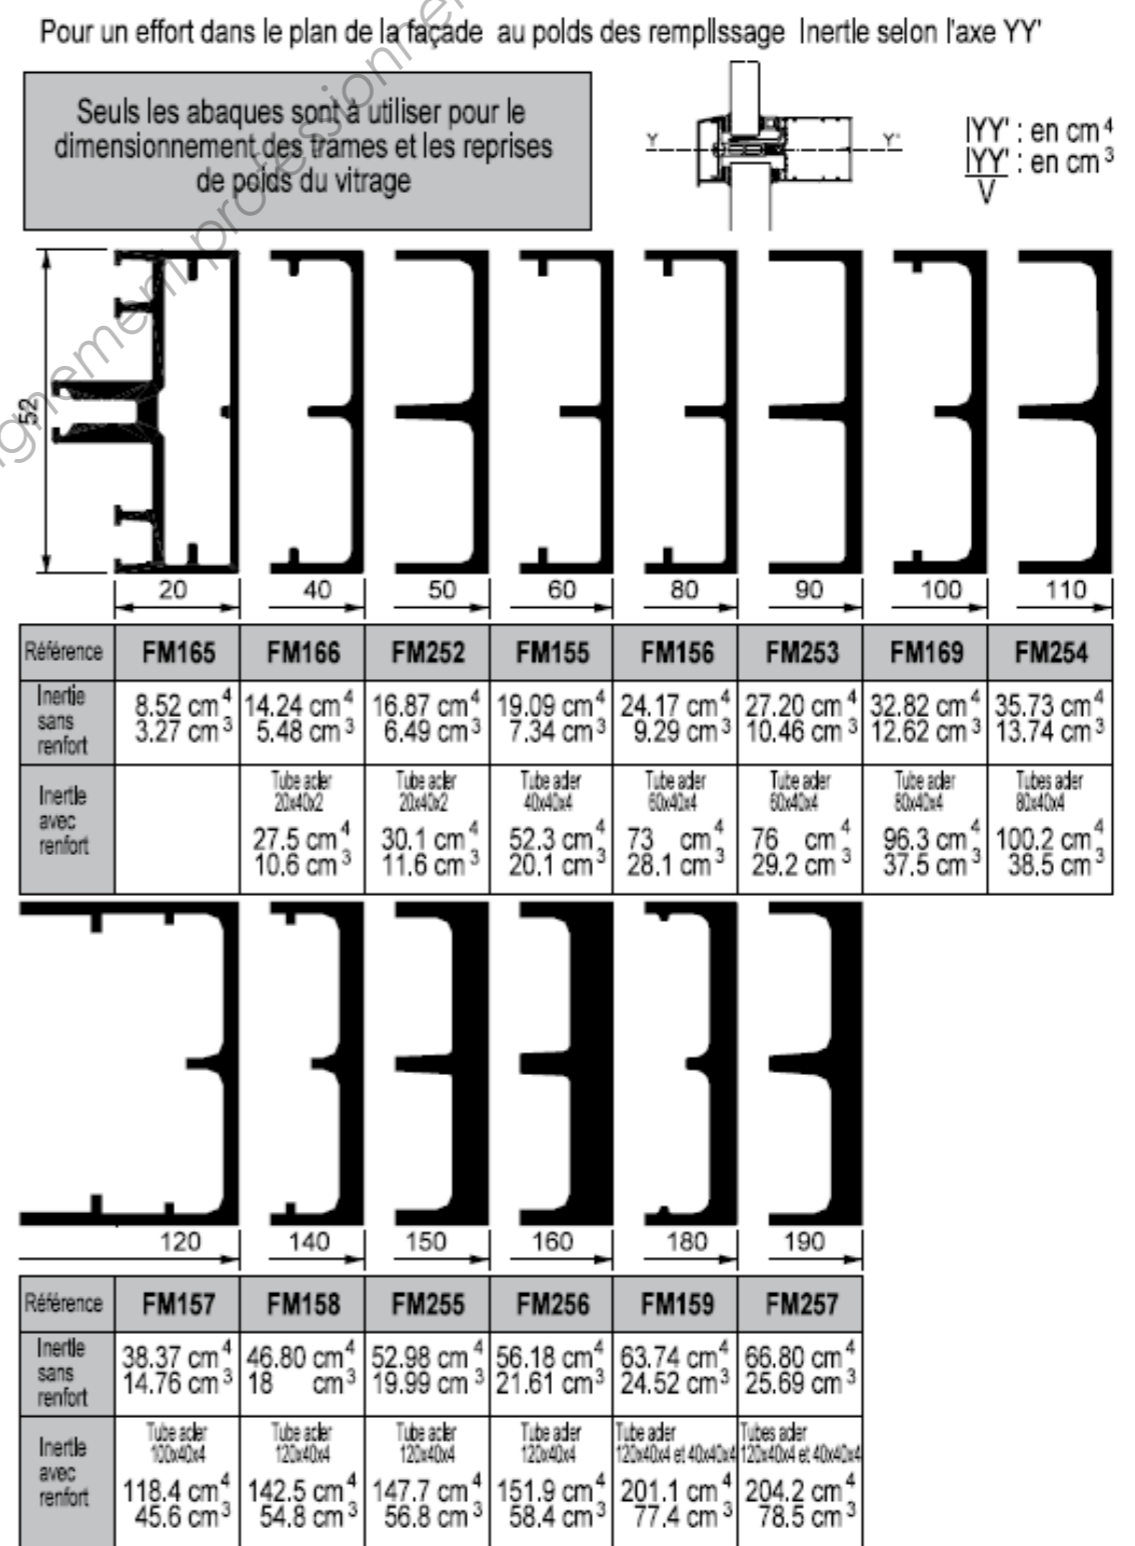 Pour un effort dans le plan de la façade au poids des remplissage Inertie selon l'axe YY'
Seuls les abaques sont à utiliser pour le
dimensionnement des trames et les reprises
de poids du vitrage
Y Y'
IYY' : en cm4
IYY' : en cm3
V
gnement professionne
52
20 40 50 60 80 90 100 110
Référence FM165 FM166 FM252 FM155 FM156 FM253 FM169 FM254
Inertie sans renfort
8.52 cm4 14.24 cm4 16.87 cm4 19.09 cm4 24.17 cm4 27.20 cm4 32.82 cm4 35.73 cm4
3.27 cm3 5.48 cm3 6.49 cm3 7.34 cm3 9.29 cm3 10.46 cm3 12.62 cm3 13.74 cm3
Inertie avec renfort
Tube acier Tube acier Tube acier Tube acier Tube acier Tube acier Tubes acier
20x40x2 20x40x2 40x40x4 60x40x4 60x40x4 80x40x4 80x40x4
27.5 cm4 30.1 cm4 52.3 cm4 73 cm4 76 cm4 96.3 cm4 100.2 cm4
10.6 cm3 11.6 cm3 20.1 cm3 28.1 cm3 29.2 cm3 37.5 cm3 38.5 cm3
120 140 150 160 180 190
Référence FM157 FM158 FM255 FM256 FM159 FM257
Inertie sans renfort
38.37 cm4 46.80 cm4 52.98 cm4 56.18 cm4 63.74 cm4 66.80 cm4
14.76 cm3 18 cm3 19.99 cm3 21.61 cm3 24.52 cm3 25.69 cm3
Inertie avec renfort
Tube acier Tube acier Tube acier Tube acier Tube acier Tubes acier
100x40x4 120x40x4 120x40x4 120x40x4 120x40x4 et 40x40x4 120x40x4 et 40x40x4
118.4 cm4 142.5 cm4 147.7 cm4 151.9 cm4 201.1 cm4 204.2 cm4
45.6 cm3 54.8 cm3 56.8 cm3 58.4 cm3 77.4 cm3 78.5 cm3